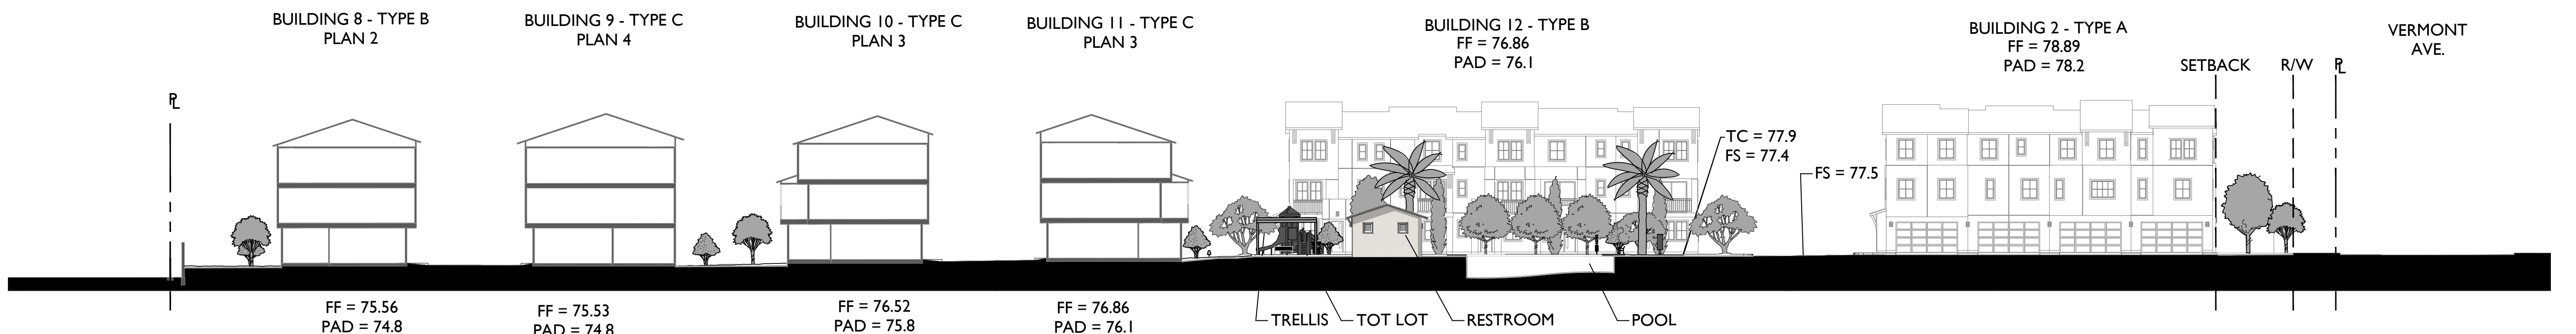 BUILDING 8 - TYPE B
PLAN 2
BUILDING 9 - TYPE C
PLAN 4
BUILDING 10 - TYPE C
PLAN 3
BUILDING 11 - TYPE C
PLAN 3
BUILDING 12 - TYPE B
FF = 76.86
PAD = 76.1
BUILDING 2 - TYPE A
FF = 78.89
PAD = 78.2
VERMONT
AVE.
SETBACK
R/W
PL
PL
TC = 77.9
FS = 77.4
FS = 77.5
FF = 75.56
PAD = 74.8
FF = 75.53
PAD = 74.8
FF = 76.52
PAD = 75.8
FF = 76.86
PAD = 76.1
TRELLIS
TOT LOT
RESTROOM
POOL